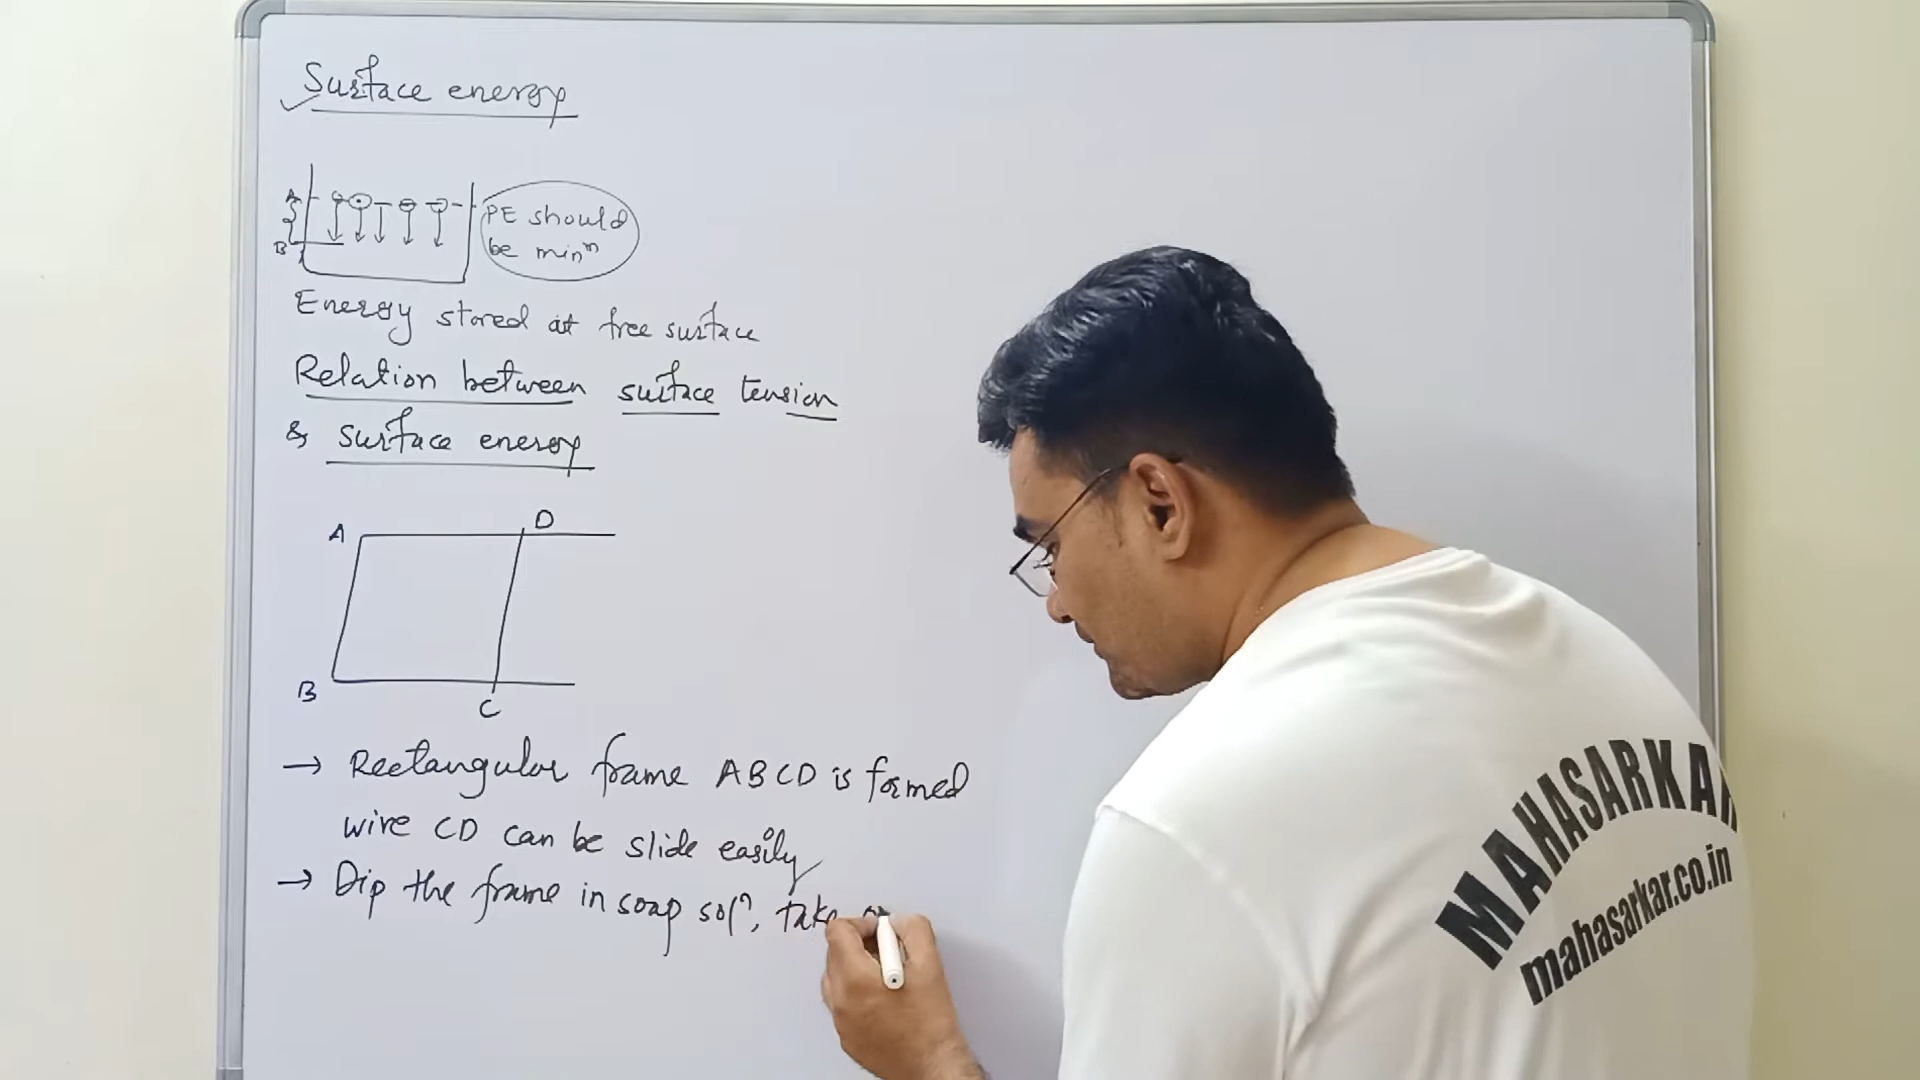 Surface energy
A
B
PE should
be minᵐ
Energy stored at free surface
Relation between surface tension
& surface energy
A
D
B
C
→ Rectangular frame ABCD is formed
wire CD can be slide easily
→ Dip the frame in soap solⁿ, take
MAHASARKAR
mahasarkar.co.in